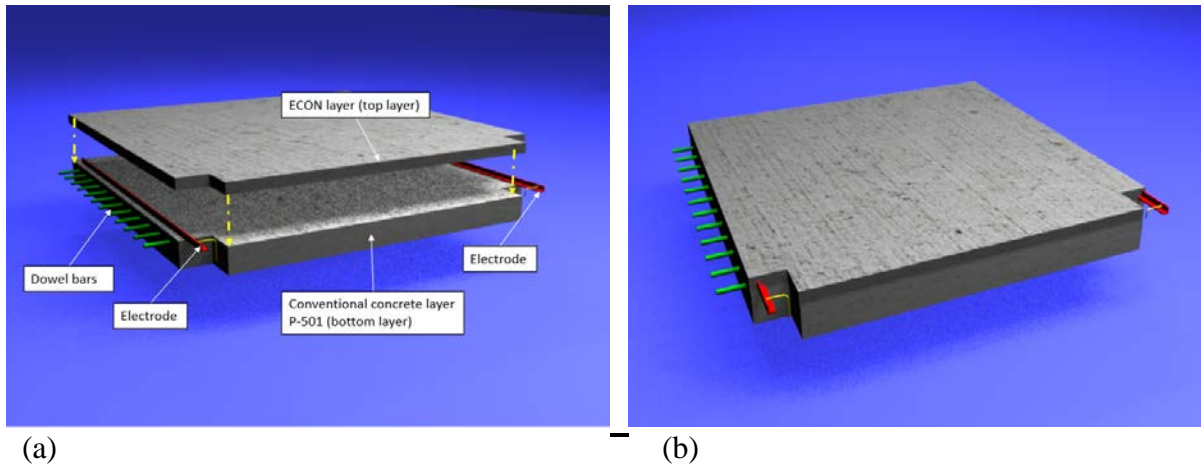 ECON layer (top layer)
Dowel bars
Electrode
Electrode
Conventional concrete layer
P-501 (bottom layer)
(a)
(b)